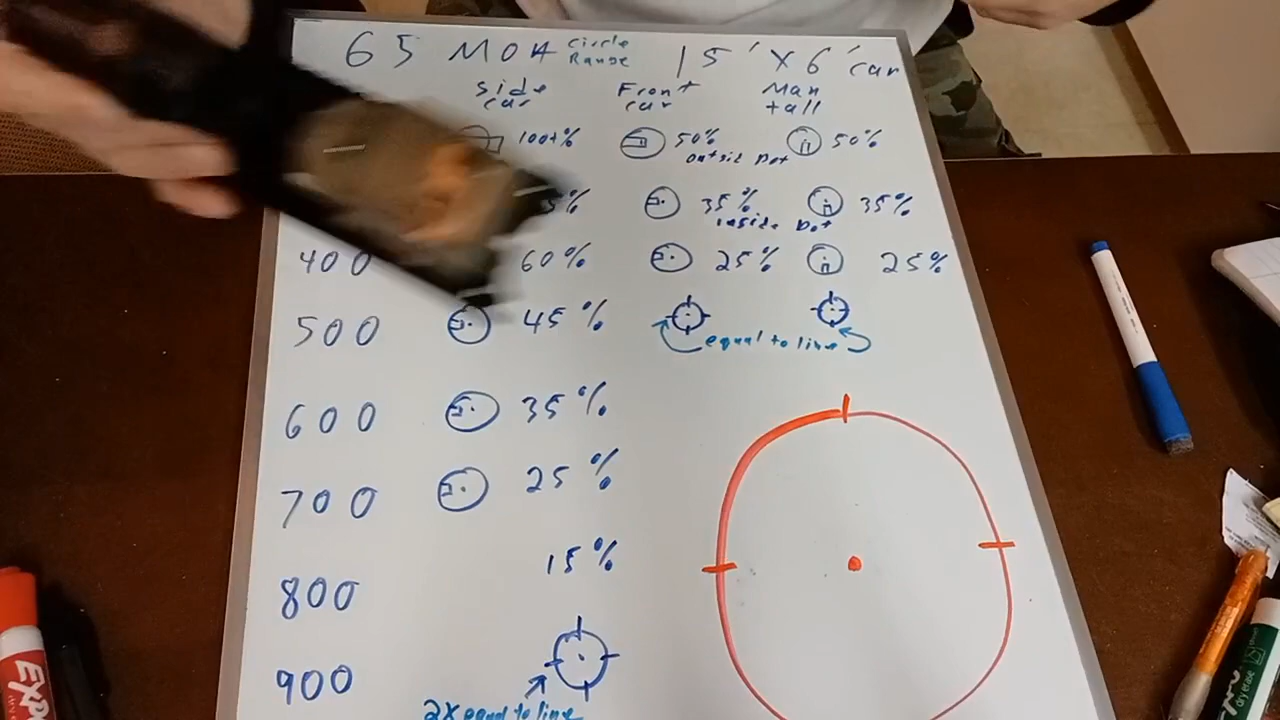 65 MOA Circle Range 15' X 6' car
Side car Front car Man tall
100+% 50% 50%
outsid Dot
5% 35% 35%
inside Dot
400 60% 25% 25%
500 45%
equal to line
600 35%
700 25%
800 15%
900
2X equal to line
EXPO